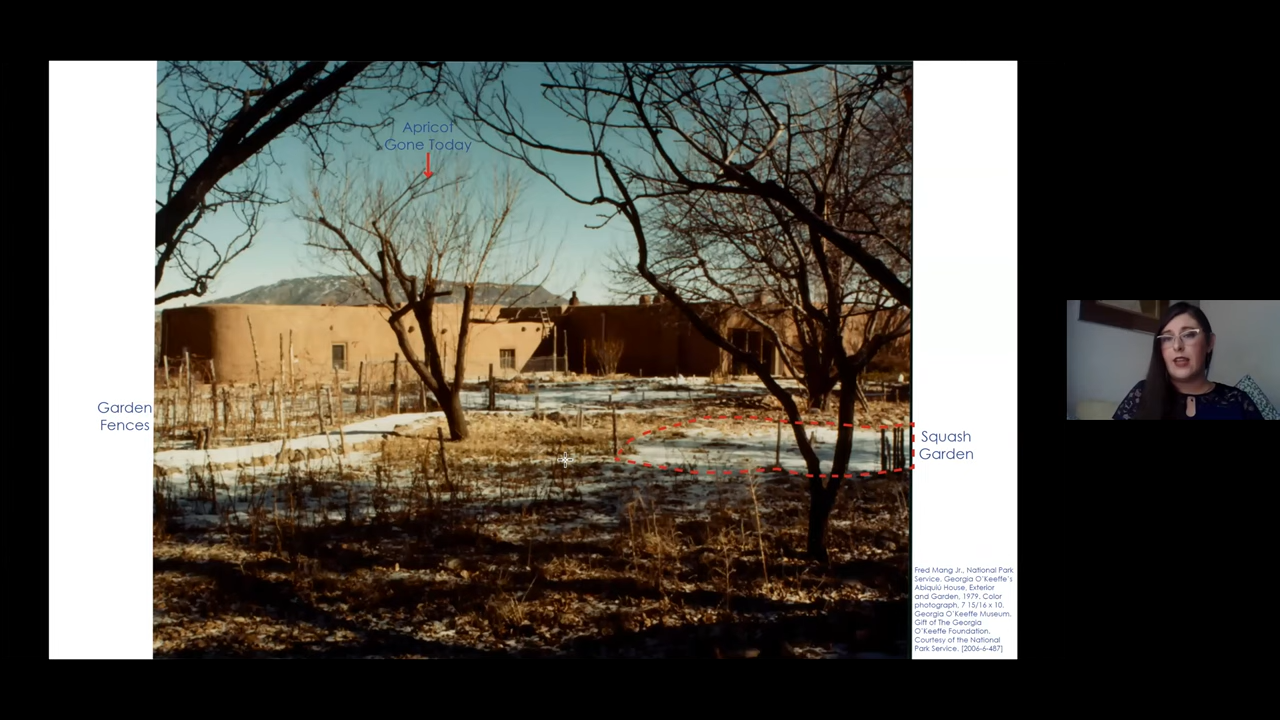 Apricot
Gone Today
Garden
Fences
Squash
Garden
Fred Mang Jr., National Park
Service. Georgia O'Keeffe's
Abiquiú House, Exterior
and Garden, 1979. Color
photograph, 7 15/16 x 10.
Georgia O'Keeffe Museum.
Gift of The Georgia
O'Keeffe Foundation.
Courtesy of the National
Park Service. [2006-6-487]